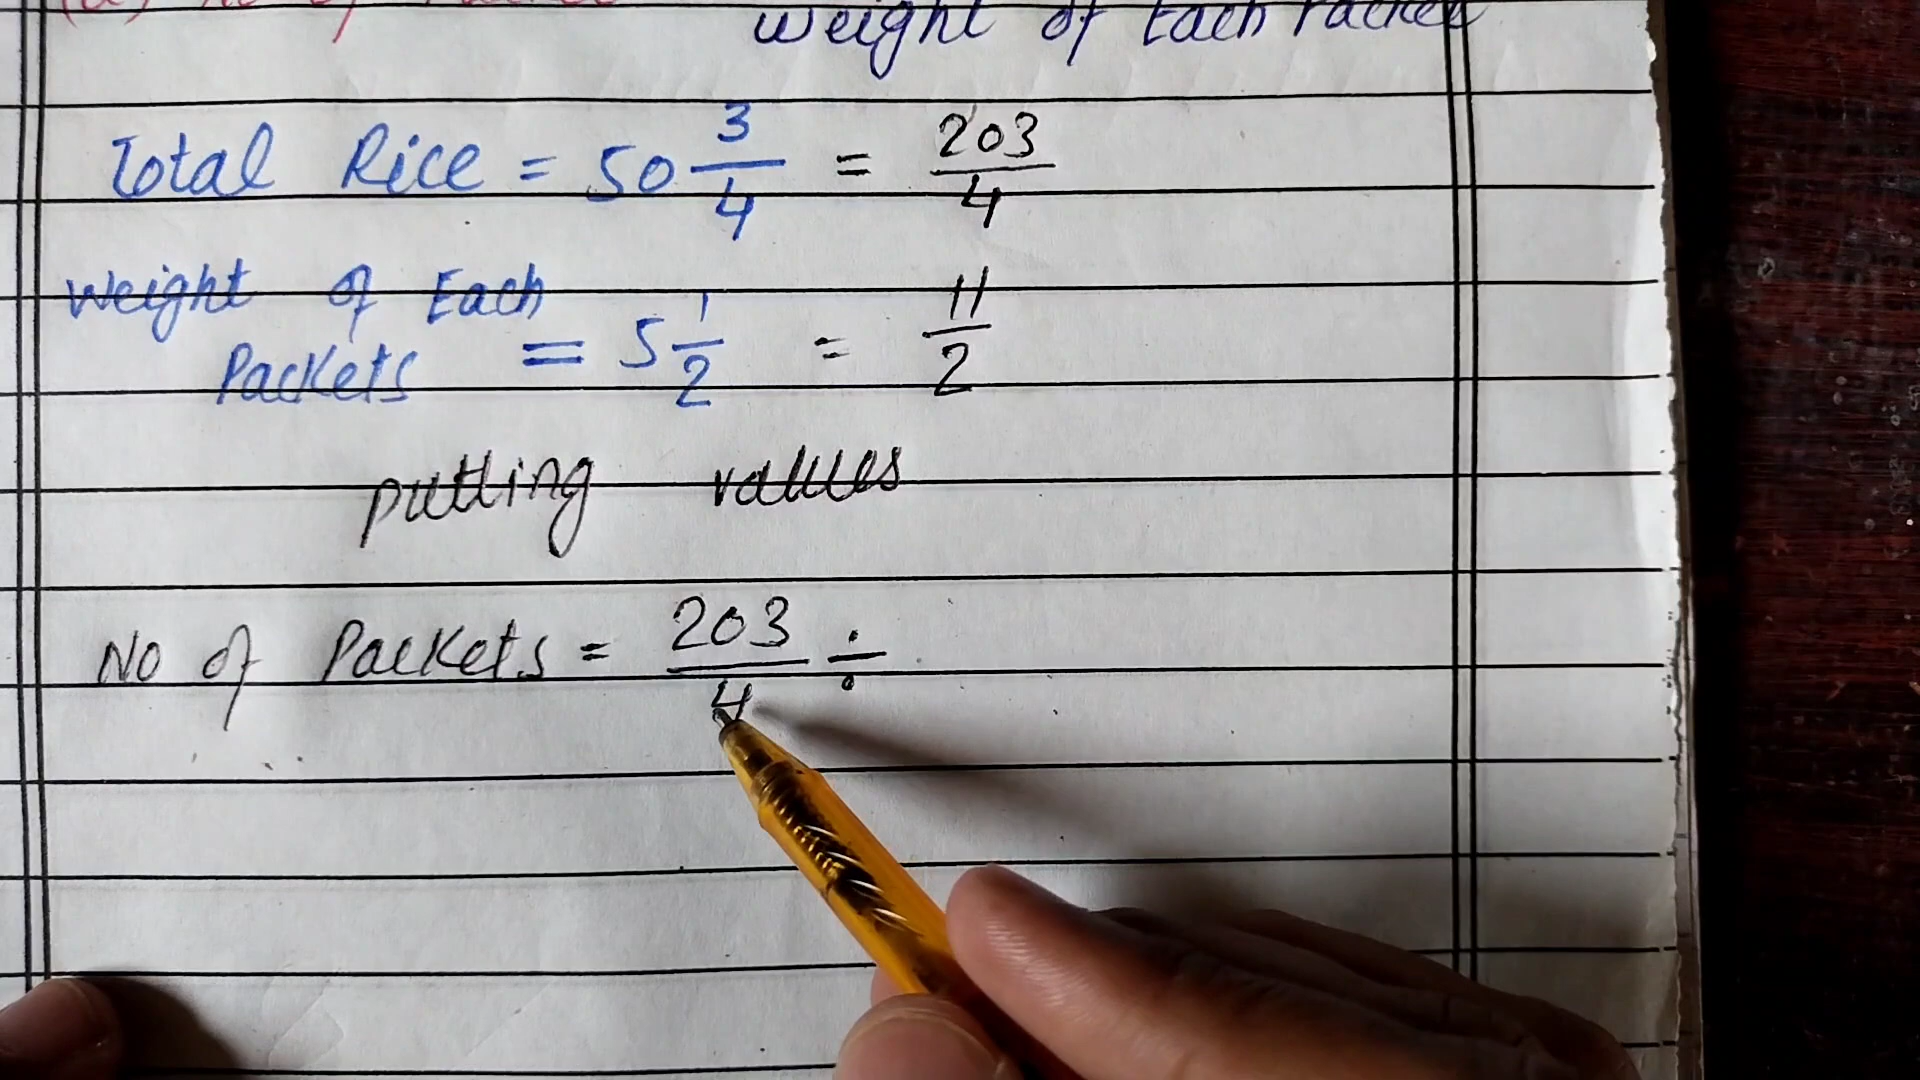 weight of Each Packet
Total Rice = 50 3/4 = 203/4
Weight of Each
Packets = 5 1/2 = 11/2
putting values
No of Packets = 203/4 ÷